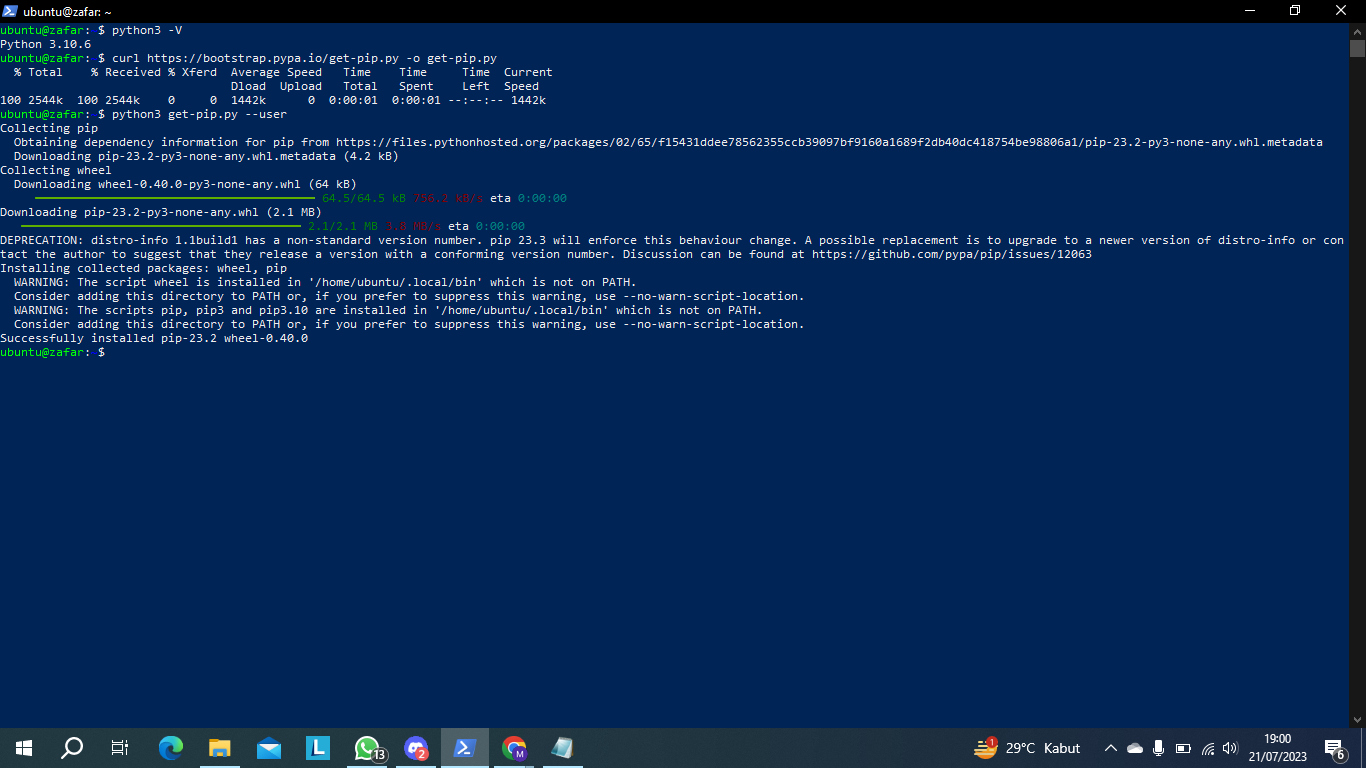 ubuntu@zafar: ~
ubuntu@zafar:~$ python3 -V
Python 3.10.6
ubuntu@zafar:~$ curl https://bootstrap.pypa.io/get-pip.py -o get-pip.py
% Total % Received % Xferd Average Speed Time Time Time Current
Dload Upload Total Spent Left Speed
100 2544k 100 2544k 0 0 1442k 0 0:00:01 0:00:01 --:--:-- 1442k
ubuntu@zafar:~$ python3 get-pip.py --user
Collecting pip
Obtaining dependency information for pip from https://files.pythonhosted.org/packages/02/65/f15431ddee78562355ccb39097bf9160a1689f2db40dc418754be98806a1/pip-23.2-py3-none-any.whl.metadata
Downloading pip-23.2-py3-none-any.whl.metadata (4.2 kB)
Collecting wheel
Downloading wheel-0.40.0-py3-none-any.whl (64 kB)
64.5/64.5 kB 756.2 kB/s eta 0:00:00
Downloading pip-23.2-py3-none-any.whl (2.1 MB)
2.1/2.1 MB 3.8 MB/s eta 0:00:00
DEPRECATION: distro-info 1.1build1 has a non-standard version number. pip 23.3 will enforce this behaviour change. A possible replacement is to upgrade to a newer version of distro-info or con
tact the author to suggest that they release a version with a conforming version number. Discussion can be found at https://github.com/pypa/pip/issues/12063
Installing collected packages: wheel, pip
WARNING: The script wheel is installed in '/home/ubuntu/.local/bin' which is not on PATH.
Consider adding this directory to PATH or, if you prefer to suppress this warning, use --no-warn-script-location.
WARNING: The scripts pip, pip3 and pip3.10 are installed in '/home/ubuntu/.local/bin' which is not on PATH.
Consider adding this directory to PATH or, if you prefer to suppress this warning, use --no-warn-script-location.
Successfully installed pip-23.2 wheel-0.40.0
ubuntu@zafar:~$
L
13
2
M
1
29°C Kabut
19:00
21/07/2023
6